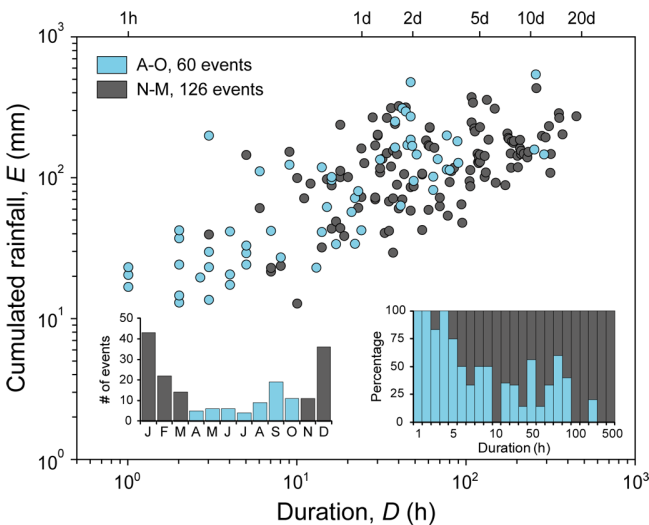 1h 1d 2d 5d 10d 20d
10³
A-O, 60 events
N-M, 126 events
10²
Cumulated rainfall, E (mm)
10¹
10⁰
50
40
30
20
10
0
# of events
J F M A M J J A S O N D
100
75
50
25
0
Percentage
1 5 10 50 100 500
Duration (h)
10⁰ 10¹ 10² 10³
Duration, D (h)